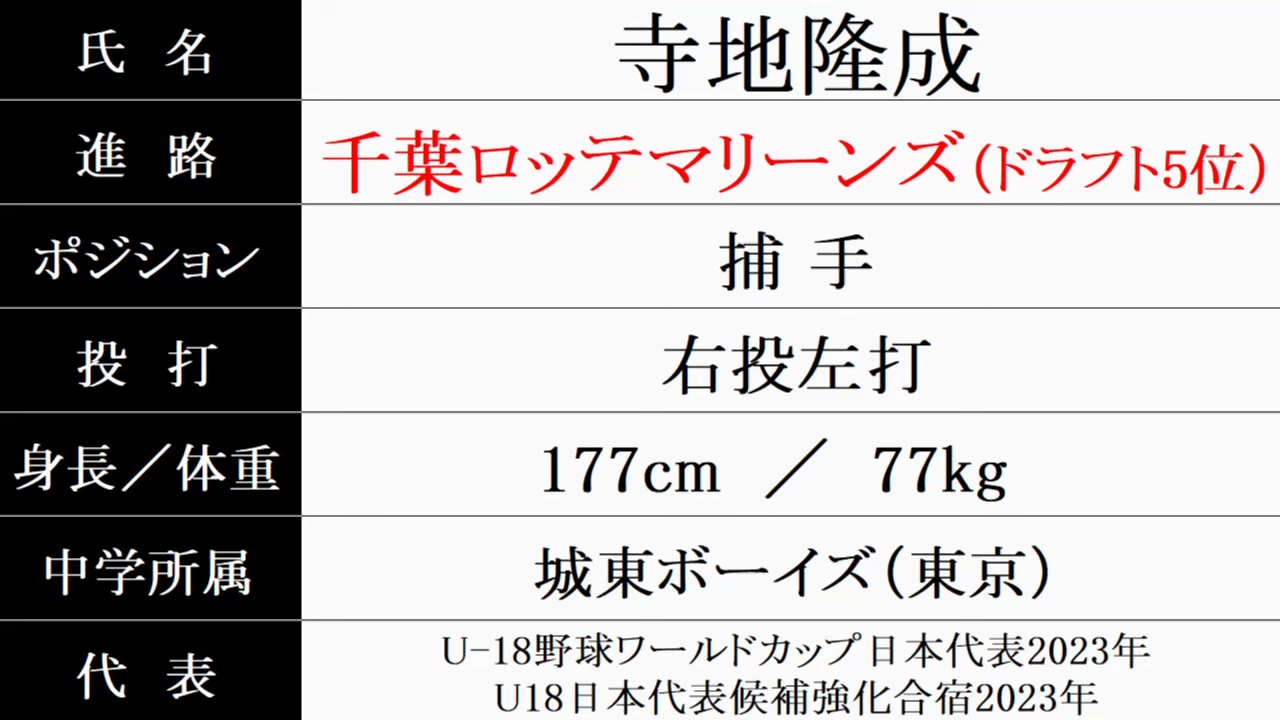 氏 名 寺地隆成
進 路 千葉ロッテマリーンズ(ドラフト5位)
ポジション 捕 手
投 打 右投左打
身長／体重 177cm ／ 77kg
中学所属 城東ボーイズ(東京)
代 表 U-18野球ワールドカップ日本代表2023年
U18日本代表候補強化合宿2023年